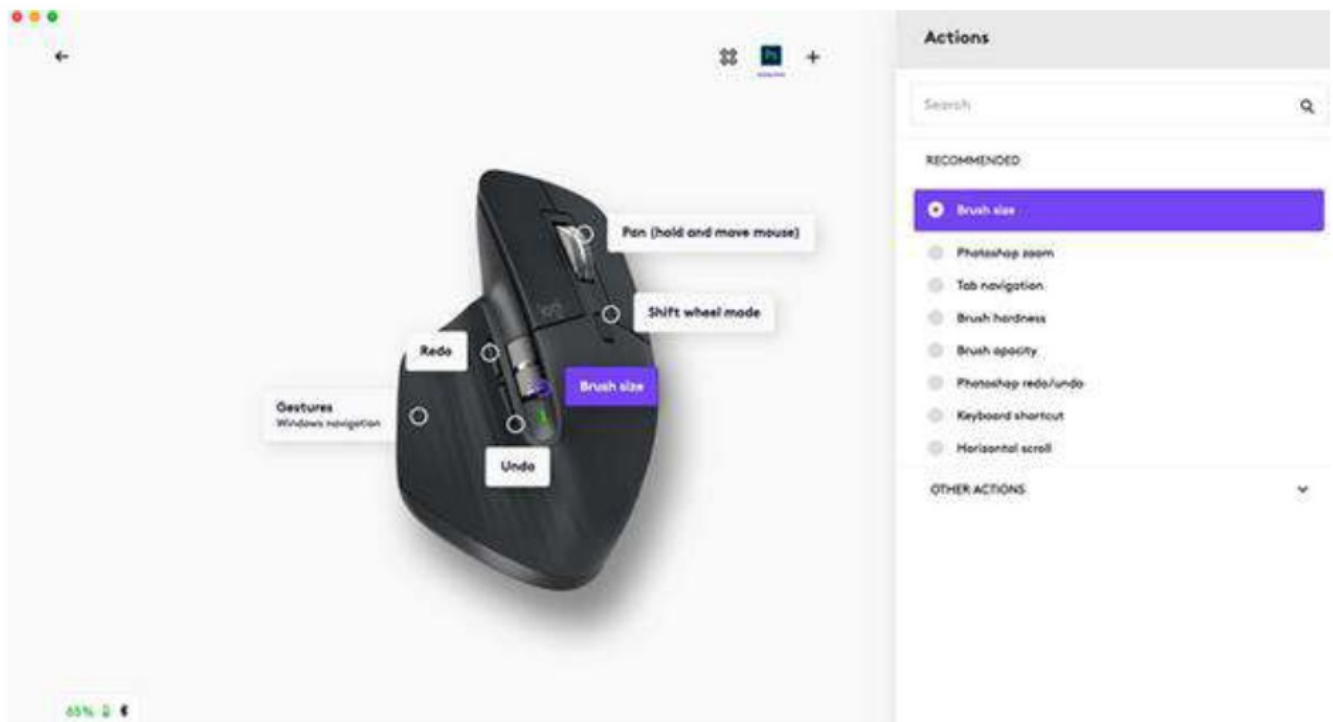 Ps
Actions
Search
RECOMMENDED
Brush size
Photoshop zoom
Tab navigation
Brush hardness
Brush opacity
Photoshop redo/undo
Keyboard shortcut
Horizontal scroll
OTHER ACTIONS
Pan (hold and move mouse)
Shift wheel mode
Redo
Brush size
Gestures
Windows navigation
Undo
65%